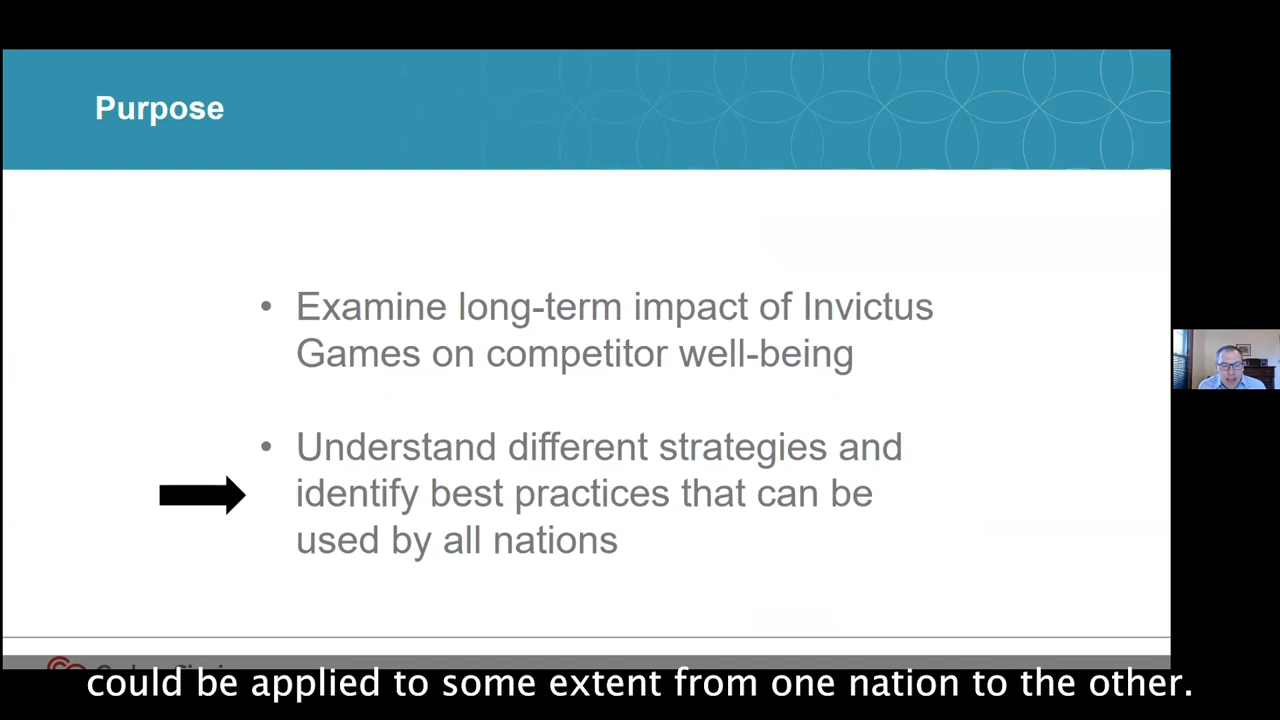 Purpose
• Examine long-term impact of Invictus
Games on competitor well-being
• Understand different strategies and
identify best practices that can be
used by all nations
could be applied to some extent from one nation to the other.